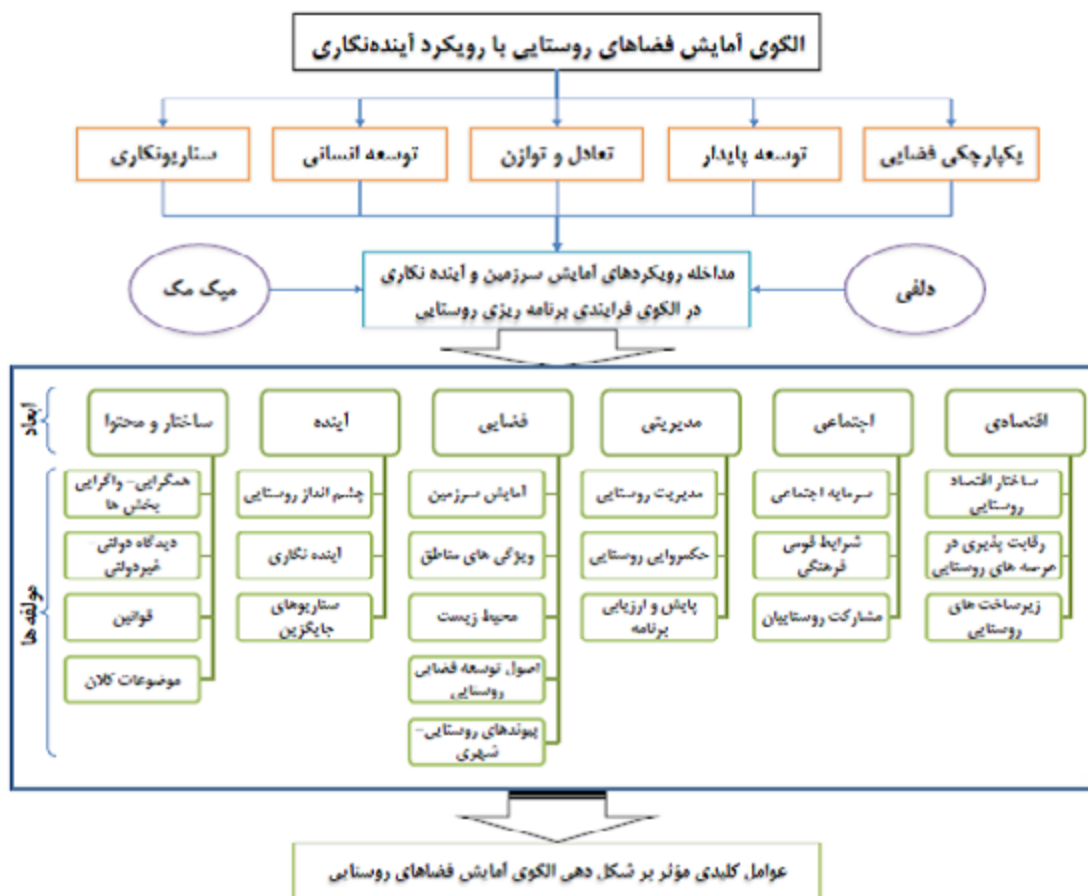 الگوی آمایش فضاهای روستایی با رویکرد آینده‌نگاری
یکپارچگی فضایی
توسعه پایدار
تعادل و توازن
توسعه انسانی
سناریونگاری
دلفی
مداخله رویکردهای آمایش سرزمین و آینده نگاری
در الگوی فرایندی برنامه ریزی روستایی
میک مک
ابعاد
اقتصادی
اجتماعی
مدیریتی
فضایی
آینده
ساختار و محتوا
مولفه ها
ساختار اقتصاد
روستایی
رقابت پذیری در
عرصه های روستایی
زیرساخت های
روستایی
سرمایه اجتماعی
شرایط قومی
فرهنگی
مشارکت روستاییان
مدیریت روستایی
حکمروایی روستایی
پایش و ارزیابی
برنامه
آمایش سرزمین
ویژگی های مناطق
محیط زیست
اصول توسعه فضایی
روستایی
پیوندهای روستایی-
شهری
چشم انداز روستایی
آینده نگاری
سناریوهای
جایگزین
همگرایی- واگرایی
بخش ها
دیدگاه دولتی-
غیردولتی
قوانین
موضوعات کلان
عوامل کلیدی مؤثر بر شکل دهی الگوی آمایش فضاهای روستایی